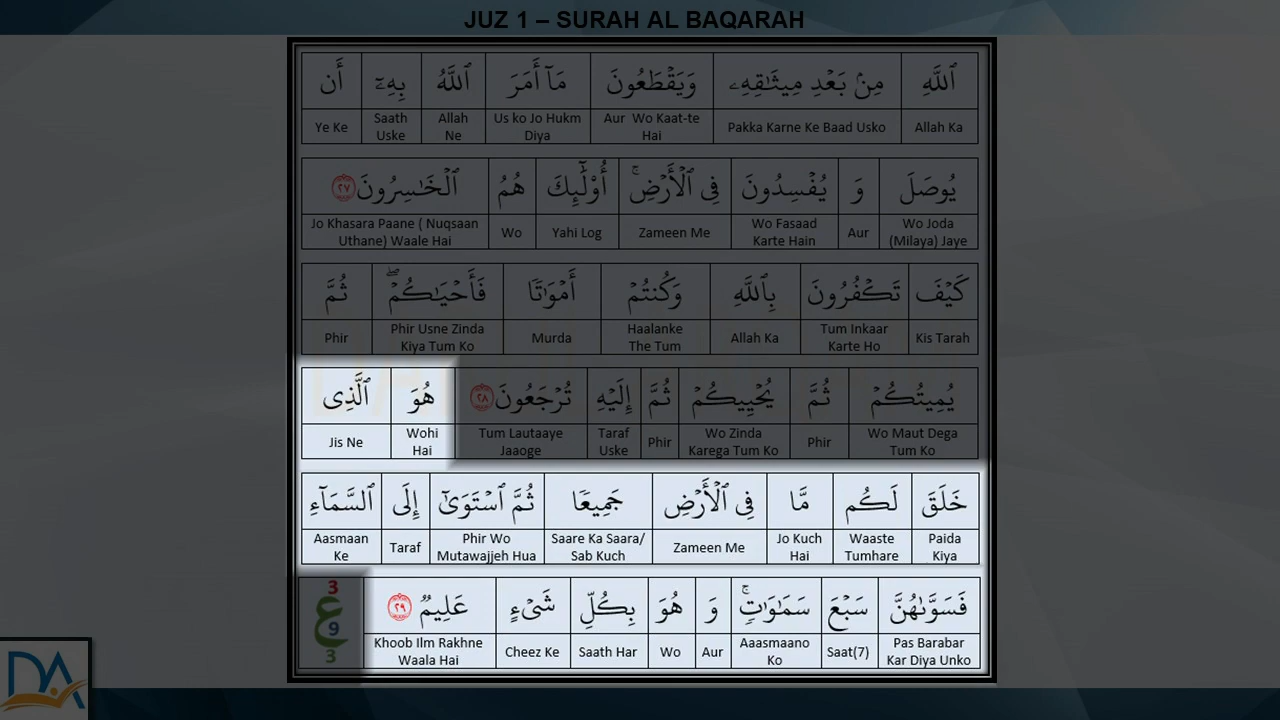 JUZ 1 – SURAH AL BAQARAH
ٱللَّهِ مِنۢ بَعْدِ مِيثَـٰقِهِۦ وَيَقْطَعُونَ مَآ أَمَرَ ٱللَّهُ بِهِۦٓ أَن
Allah Ka Pakka Karne Ke Baad Usko Aur Wo Kaat-te Hai Us ko Jo Hukm Diya Allah Ne Saath Uske Ye Ke
يُوصَلَ وَ يُفْسِدُونَ فِى ٱلْأَرْضِ ۚ أُو۟لَـٰٓئِكَ هُمُ ٱلْخَـٰسِرُونَ ٢٧
Wo Joda (Milaya) Jaye Aur Wo Fasaad Karte Hain Zameen Me Yahi Log Wo Jo Khasara Paane ( Nuqsaan Uthane) Waale Hai
كَيْفَ تَكْفُرُونَ بِٱللَّهِ وَكُنتُمْ أَمْوَٰتًا فَأَحْيَـٰكُمْ ۖ ثُمَّ
Kis Tarah Tum Inkaar Karte Ho Allah Ka Haalanke The Tum Murda Phir Usne Zinda Kiya Tum Ko Phir
يُمِيتُكُمْ ثُمَّ يُحْيِيكُمْ ثُمَّ إِلَيْهِ تُرْجَعُونَ ٢٨ هُوَ ٱلَّذِى
Wo Maut Dega Tum Ko Phir Wo Zinda Karega Tum Ko Phir Taraf Uske Tum Lautaaye Jaaoge Wohi Hai Jis Ne
خَلَقَ لَكُم مَّا فِى ٱلْأَرْضِ جَمِيعًا ثُمَّ ٱسْتَوَىٰٓ إِلَى ٱلسَّمَآءِ
Paida Kiya Waaste Tumhare Jo Kuch Hai Zameen Me Saare Ka Saara/ Sab Kuch Phir Wo Mutawajjeh Hua Taraf Aasmaan Ke
فَسَوَّىٰهُنَّ سَبْعَ سَمَـٰوَٰتٍ ۚ وَ هُوَ بِكُلِّ شَىْءٍ عَلِيمٌ ٢٩ 3 ع 9 3
Pas Barabar Kar Diya Unko Saat(7) Aaasmaano Ko Aur Wo Saath Har Cheez Ke Khoob Ilm Rakhne Waala Hai
DA